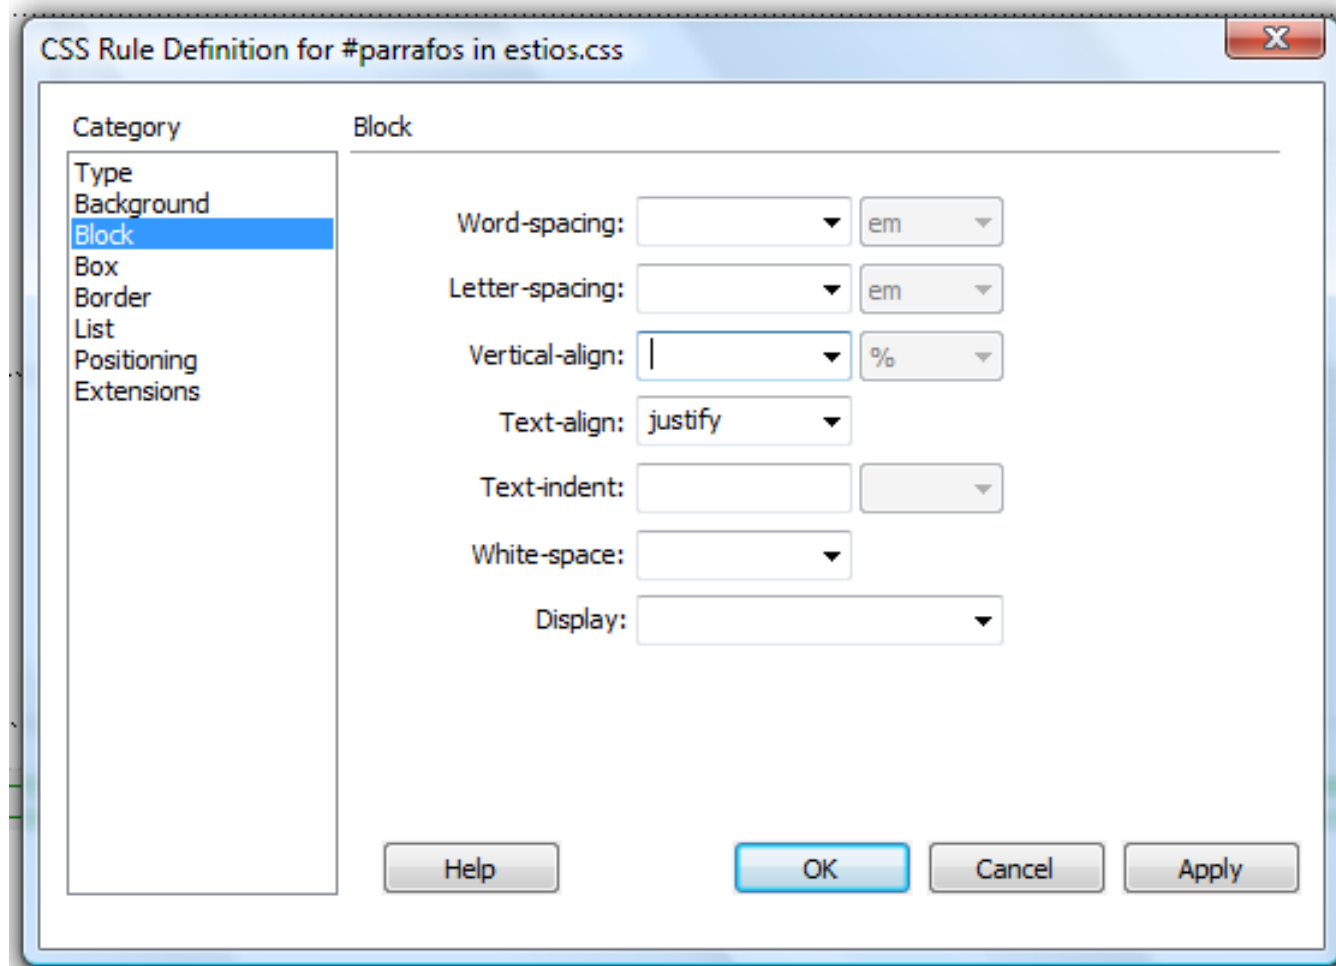 CSS Rule Definition for #parrafos in estios.css
X
Category
Block
Type
Background
Block
Box
Border
List
Positioning
Extensions
Word-spacing: em
Letter-spacing: em
Vertical-align: %
Text-align: justify
Text-indent:
White-space:
Display:
Help OK Cancel Apply